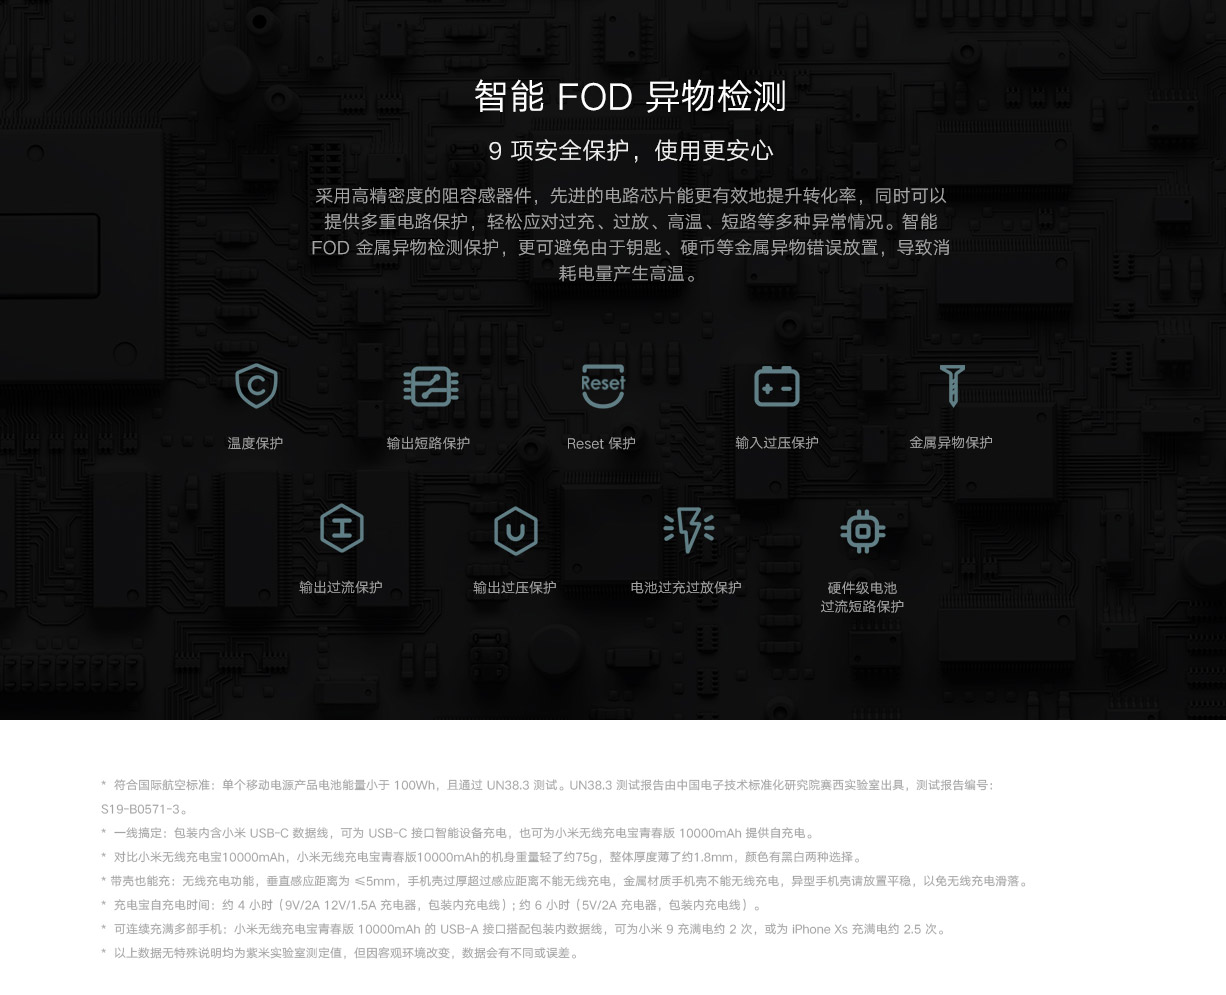 智能 FOD 异物检测
9 项安全保护，使用更安心
采用高精密度的阻容感器件，先进的电路芯片能更有效地提升转化率，同时可以
提供多重电路保护，轻松应对过充、过放、高温、短路等多种异常情况。智能
FOD 金属异物检测保护，更可避免由于钥匙、硬币等金属异物错误放置，导致消
耗电量产生高温。
C
Reset
温度保护
输出短路保护
Reset 保护
输入过压保护
金属异物保护
I
U
输出过流保护
输出过压保护
电池过充过放保护
硬件级电池
过流短路保护
* 符合国际航空标准：单个移动电源产品电池能量小于 100Wh，且通过 UN38.3 测试。UN38.3 测试报告由中国电子技术标准化研究院赛西实验室出具，测试报告编号：
S19-B0571-3。
* 一线搞定：包装内含小米 USB-C 数据线，可为 USB-C 接口智能设备充电，也可为小米无线充电宝青春版 10000mAh 提供自充电。
* 对比小米无线充电宝10000mAh，小米无线充电宝青春版10000mAh的机身重量轻了约75g，整体厚度薄了约1.8mm，颜色有黑白两种选择。
* 带壳也能充：无线充电功能，垂直感应距离为 ≤5mm，手机壳过厚超过感应距离不能无线充电，金属材质手机壳不能无线充电，异型手机壳请放置平稳，以免无线充电滑落。
* 充电宝自充电时间：约 4 小时（9V/2A 12V/1.5A 充电器，包装内充电线）; 约 6 小时（5V/2A 充电器，包装内充电线）。
* 可连续充满多部手机：小米无线充电宝青春版 10000mAh 的 USB-A 接口搭配包装内数据线，可为小米 9 充满电约 2 次，或为 iPhone Xs 充满电约 2.5 次。
* 以上数据无特殊说明均为紫米实验室测定值，但因客观环境改变，数据会有不同或误差。